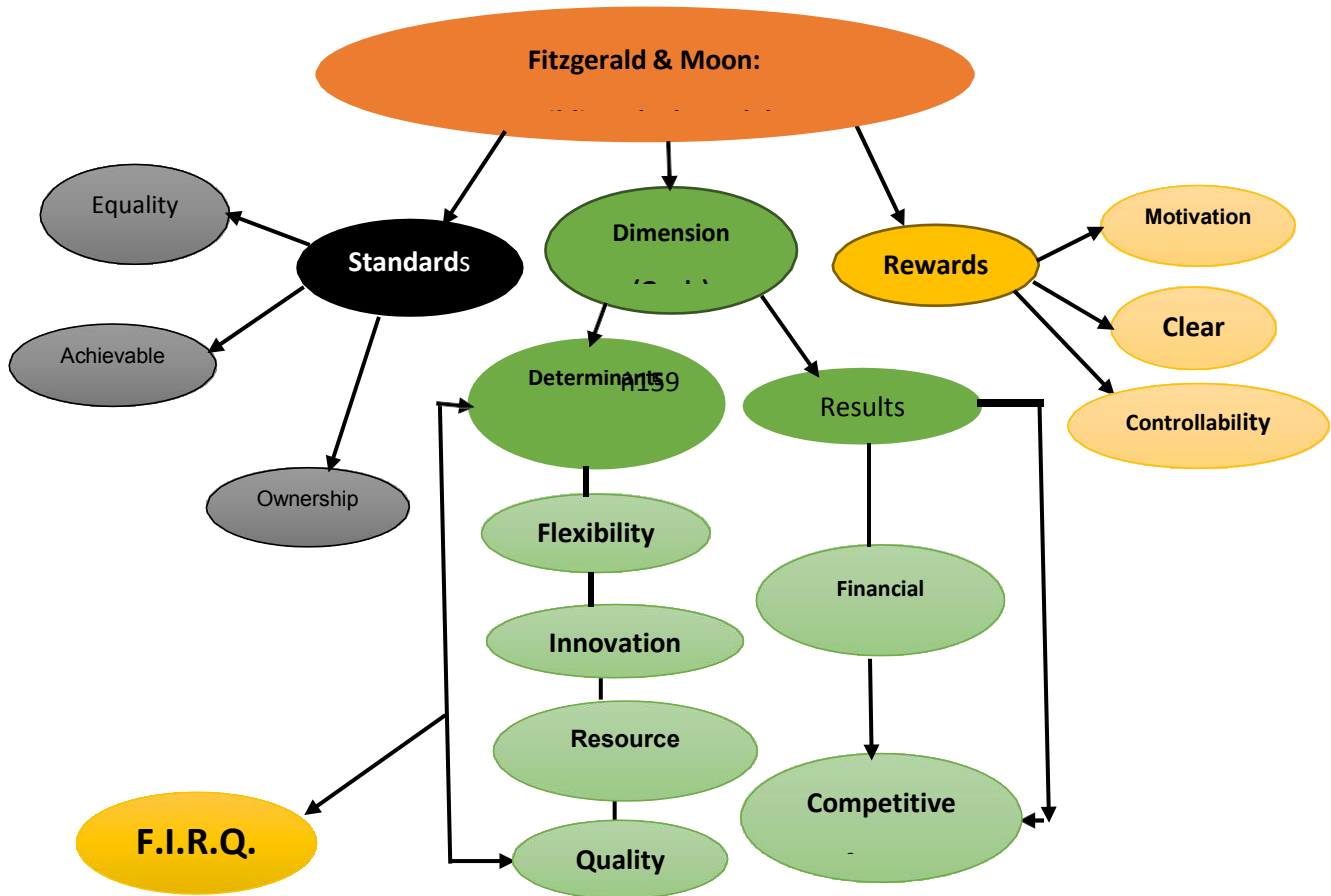 Fitzgerald & Moon:
Equality
Standards
Dimension
Rewards
Motivation
Clear
Achievable
Controllability
Determinants
Results
Ownership
Flexibility
Financial
Innovation
Resource
Competitive
F.I.R.Q.
Quality